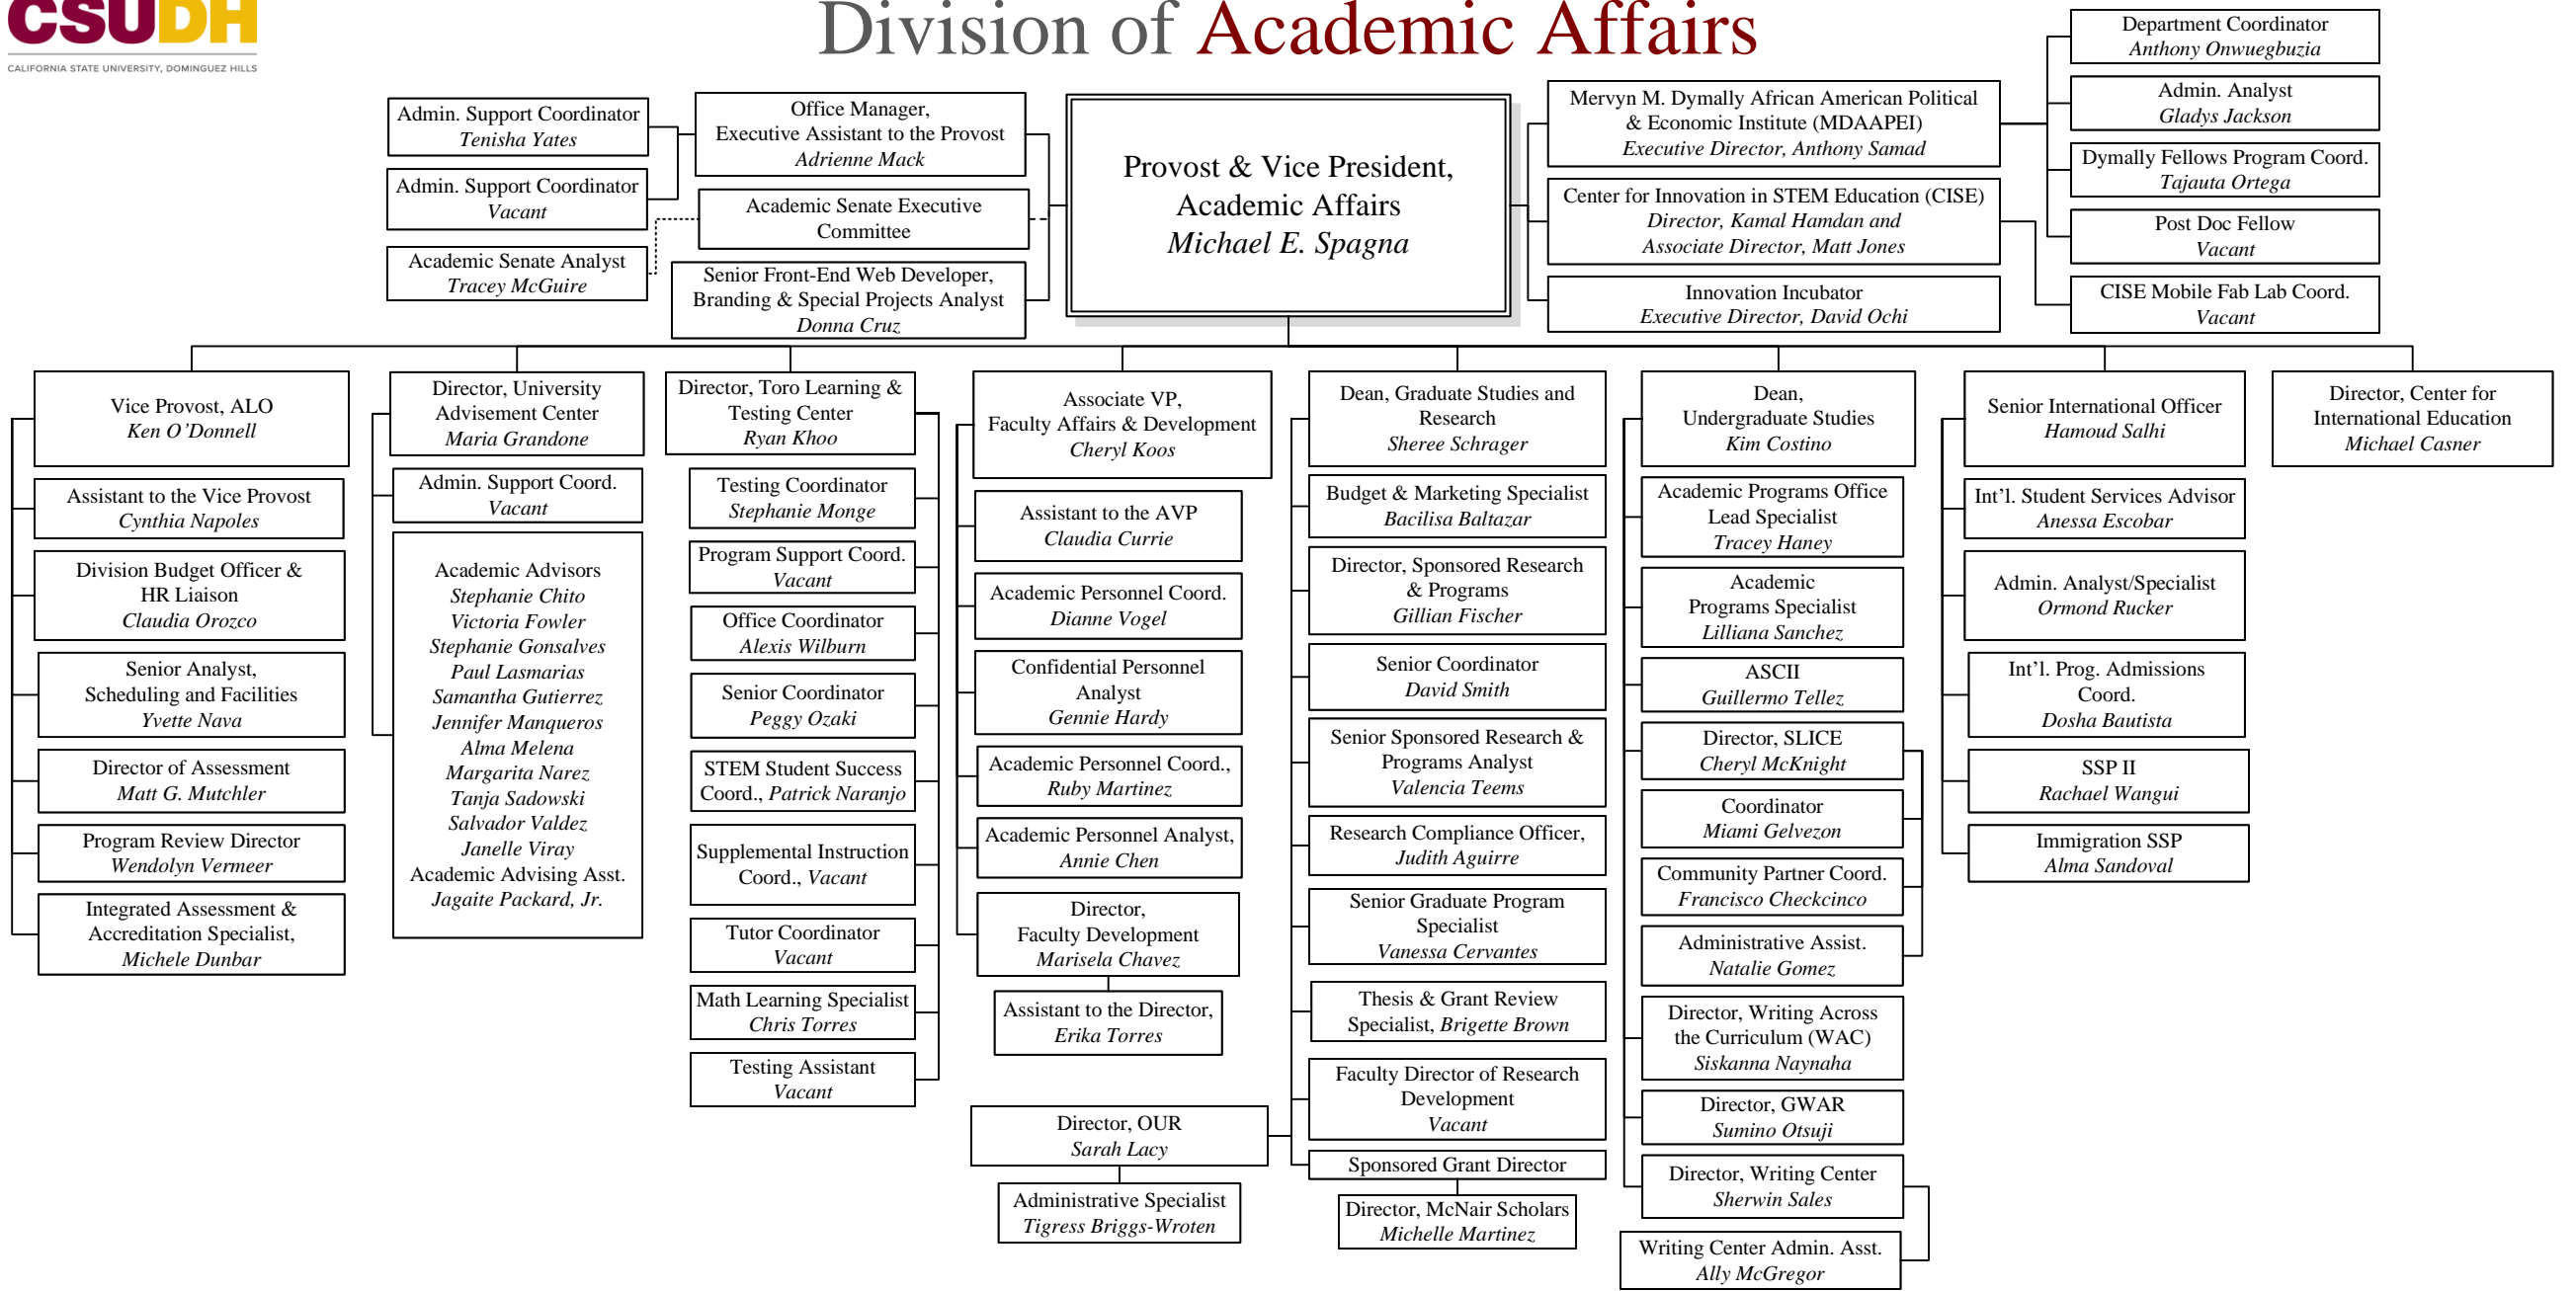 CSUDH
CALIFORNIA STATE UNIVERSITY, DOMINGUEZ HILLS
Division of Academic Affairs
Admin. Support Coordinator
Tenisha Yates
Admin. Support Coordinator
Vacant
Academic Senate Analyst
Tracey McGuire
Office Manager,
Executive Assistant to the Provost
Adrienne Mack
Academic Senate Executive
Committee
Senior Front-End Web Developer,
Branding & Special Projects Analyst
Donna Cruz
Provost & Vice President,
Academic Affairs
Michael E. Spagna
Mervyn M. Dymally African American Political
& Economic Institute (MDAAPEI)
Executive Director, Anthony Samad
Center for Innovation in STEM Education (CISE)
Director, Kamal Hamdan and
Associate Director, Matt Jones
Innovation Incubator
Executive Director, David Ochi
Department Coordinator
Anthony Onwuegbuzia
Admin. Analyst
Gladys Jackson
Dymally Fellows Program Coord.
Tajauta Ortega
Post Doc Fellow
Vacant
CISE Mobile Fab Lab Coord.
Vacant
Vice Provost, ALO
Ken O’Donnell
Assistant to the Vice Provost
Cynthia Napoles
Division Budget Officer &
HR Liaison
Claudia Orozco
Senior Analyst,
Scheduling and Facilities
Yvette Nava
Director of Assessment
Matt G. Mutchler
Program Review Director
Wendolyn Vermeer
Integrated Assessment &
Accreditation Specialist,
Michele Dunbar
Director, University
Advisement Center
Maria Grandone
Admin. Support Coord.
Vacant
Academic Advisors
Stephanie Chito
Victoria Fowler
Stephanie Gonsalves
Paul Lasmarias
Samantha Gutierrez
Jennifer Manqueros
Alma Melena
Margarita Narez
Tanja Sadowski
Salvador Valdez
Janelle Viray
Academic Advising Asst.
Jagaite Packard, Jr.
Director, Toro Learning &
Testing Center
Ryan Khoo
Testing Coordinator
Stephanie Monge
Program Support Coord.
Vacant
Office Coordinator
Alexis Wilburn
Senior Coordinator
Peggy Ozaki
STEM Student Success
Coord., Patrick Naranjo
Supplemental Instruction
Coord., Vacant
Tutor Coordinator
Vacant
Math Learning Specialist
Chris Torres
Testing Assistant
Vacant
Associate VP,
Faculty Affairs & Development
Cheryl Koos
Assistant to the AVP
Claudia Currie
Academic Personnel Coord.
Dianne Vogel
Confidential Personnel
Analyst
Gennie Hardy
Academic Personnel Coord.,
Ruby Martinez
Academic Personnel Analyst,
Annie Chen
Director,
Faculty Development
Marisela Chavez
Assistant to the Director,
Erika Torres
Director, OUR
Sarah Lacy
Administrative Specialist
Tigress Briggs-Wroten
Dean, Graduate Studies and
Research
Sheree Schrager
Budget & Marketing Specialist
Bacilisa Baltazar
Director, Sponsored Research
& Programs
Gillian Fischer
Senior Coordinator
David Smith
Senior Sponsored Research &
Programs Analyst
Valencia Teems
Research Compliance Officer,
Judith Aguirre
Senior Graduate Program
Specialist
Vanessa Cervantes
Thesis & Grant Review
Specialist, Brigette Brown
Faculty Director of Research
Development
Vacant
Sponsored Grant Director
Director, McNair Scholars
Michelle Martinez
Dean,
Undergraduate Studies
Kim Costino
Academic Programs Office
Lead Specialist
Tracey Haney
Academic
Programs Specialist
Lilliana Sanchez
ASCII
Guillermo Tellez
Director, SLICE
Cheryl McKnight
Coordinator
Miami Gelvezon
Community Partner Coord.
Francisco Checkcinco
Administrative Assist.
Natalie Gomez
Director, Writing Across
the Curriculum (WAC)
Siskanna Naynaha
Director, GWAR
Sumino Otsuji
Director, Writing Center
Sherwin Sales
Writing Center Admin. Asst.
Ally McGregor
Senior International Officer
Hamoud Salhi
Int’l. Student Services Advisor
Anessa Escobar
Admin. Analyst/Specialist
Ormond Rucker
Int’l. Prog. Admissions
Coord.
Dosha Bautista
SSP II
Rachael Wangui
Immigration SSP
Alma Sandoval
Director, Center for
International Education
Michael Casner